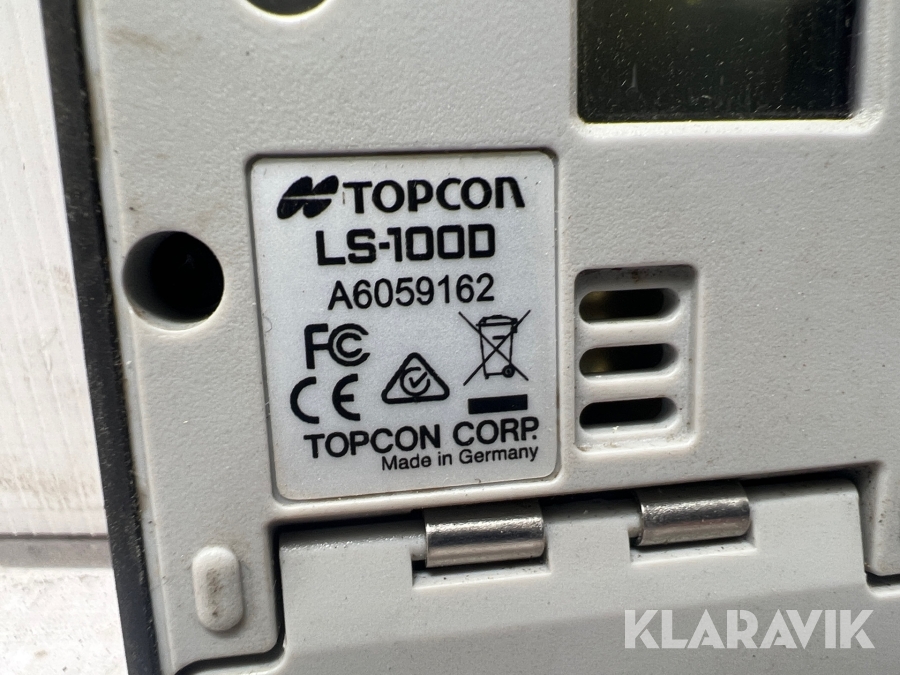 TOPCON
LS-100D
A6059162
FC
CE
TOPCON CORP.
Made in Germany
KLARAVIK